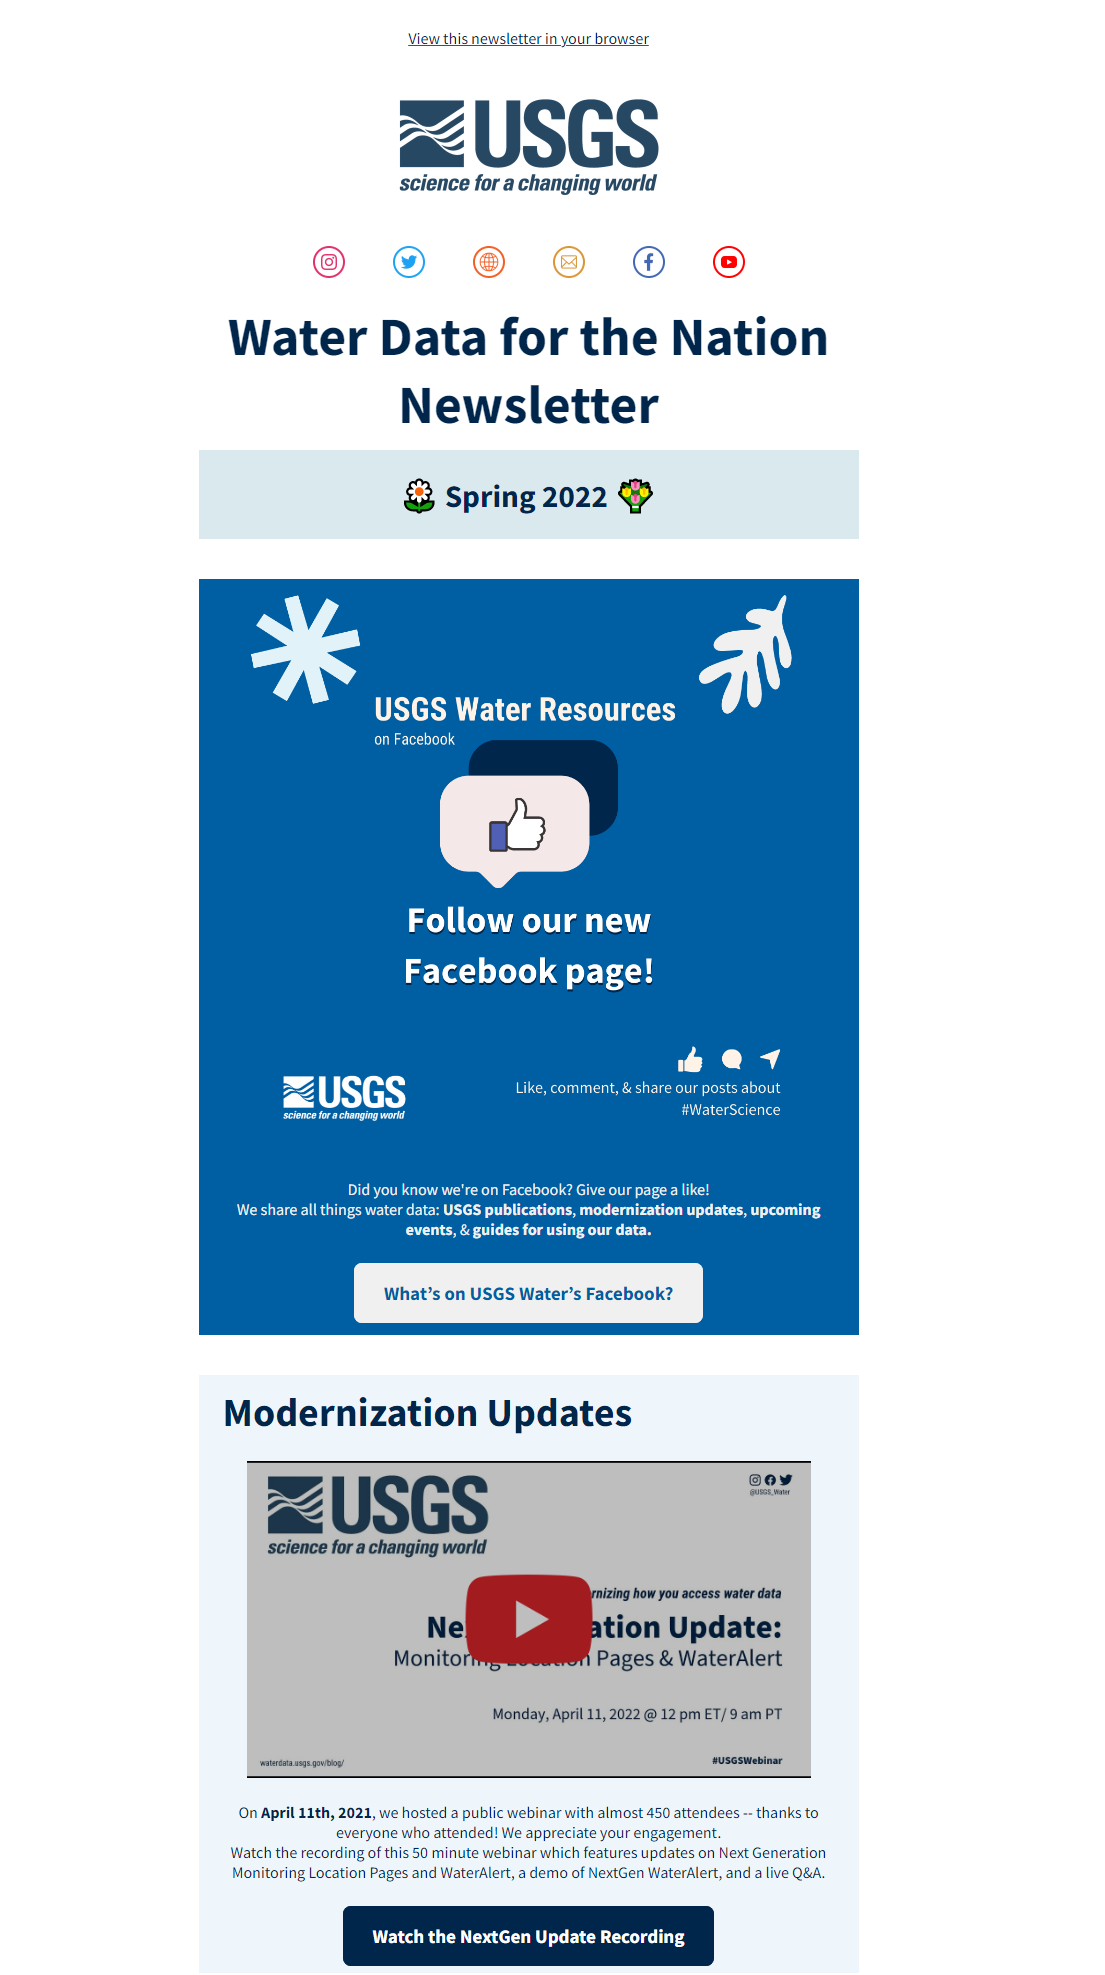 View this newsletter in your browser
USGS
science for a changing world
Water Data for the Nation
Newsletter
Spring 2022
USGS Water Resources
on Facebook
Follow our new
Facebook page!
Like, comment, & share our posts about
#WaterScience
USGS
science for a changing world
Did you know we're on Facebook? Give our page a like!
We share all things water data: USGS publications, modernization updates, upcoming
events, & guides for using our data.
What's on USGS Water's Facebook?
Modernization Updates
USGS
science for a changing world
@USGS_Water
rnizing how you access water data
Update:
Pages & WaterAlert
Monday, April 11, 2022 @ 12 pm ET/ 9 am PT
waterdata.usgs.gov/blog/
#USGSWebinar
On April 11th, 2021, we hosted a public webinar with almost 450 attendees -- thanks to
everyone who attended! We appreciate your engagement.
Watch the recording of this 50 minute webinar which features updates on Next Generation
Monitoring Location Pages and WaterAlert, a demo of NextGen WaterAlert, and a live Q&A.
Watch the NextGen Update Recording